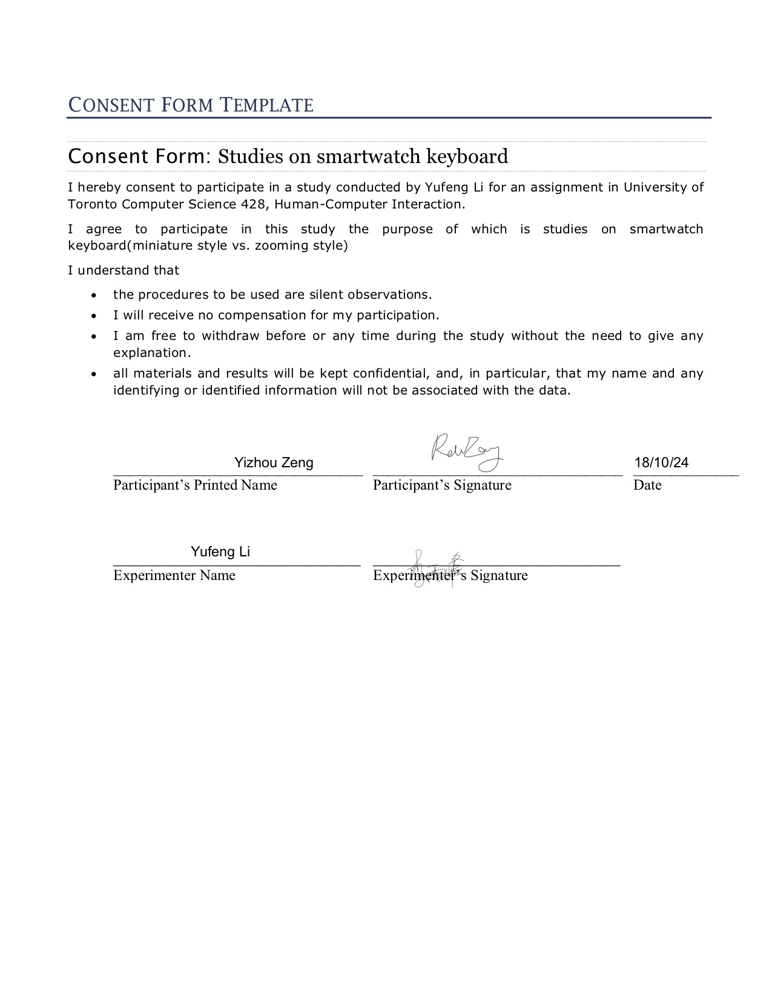 CONSENT FORM TEMPLATE
Consent Form: Studies on smartwatch keyboard
I hereby consent to participate in a study conducted by Yufeng Li for an assignment in University of
Toronto Computer Science 428, Human-Computer Interaction.
I agree to participate in this study the purpose of which is studies on smartwatch
keyboard(miniature style vs. zooming style)
I understand that
• the procedures to be used are silent observations.
• I will receive no compensation for my participation.
• I am free to withdraw before or any time during the study without the need to give any
explanation.
• all materials and results will be kept confidential, and, in particular, that my name and any
identifying or identified information will not be associated with the data.
Yizhou Zeng 18/10/24
Participant’s Printed Name Participant’s Signature Date
Yufeng Li
Experimenter Name Experimenter’s Signature